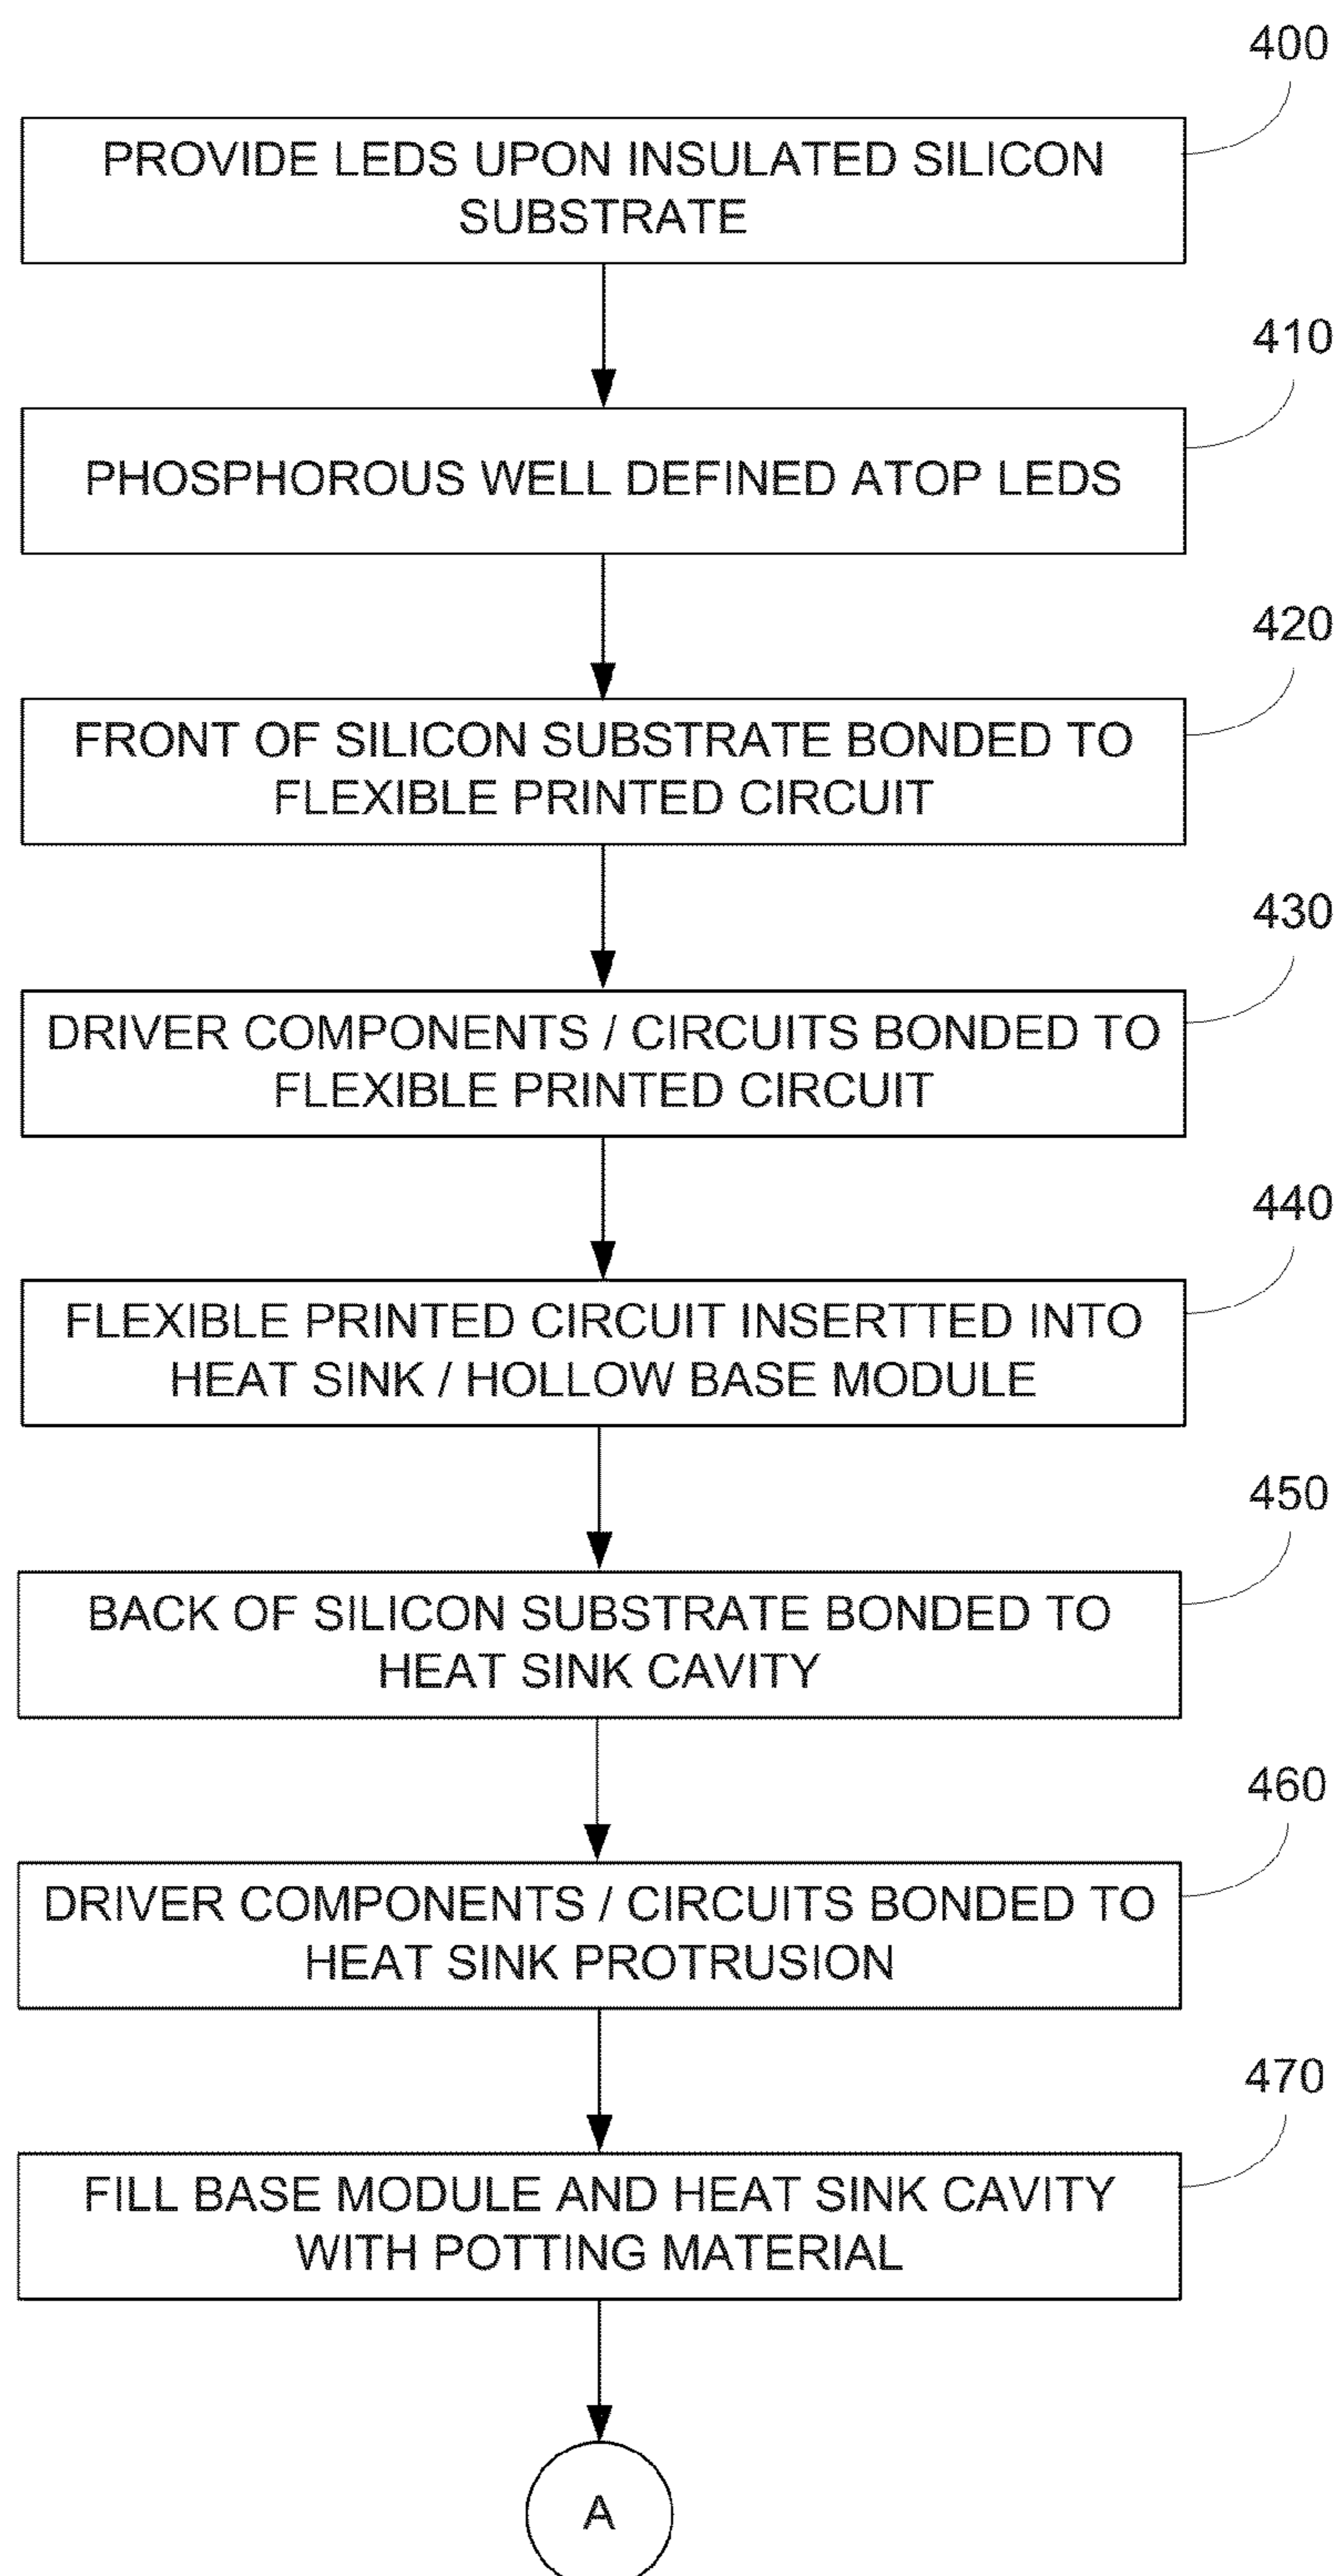 400
PROVIDE LEDS UPON INSULATED SILICON
SUBSTRATE
410
PHOSPHOROUS WELL DEFINED ATOP LEDS
420
FRONT OF SILICON SUBSTRATE BONDED TO
FLEXIBLE PRINTED CIRCUIT
430
DRIVER COMPONENTS / CIRCUITS BONDED TO
FLEXIBLE PRINTED CIRCUIT
440
FLEXIBLE PRINTED CIRCUIT INSERTTED INTO
HEAT SINK / HOLLOW BASE MODULE
450
BACK OF SILICON SUBSTRATE BONDED TO
HEAT SINK CAVITY
460
DRIVER COMPONENTS / CIRCUITS BONDED TO
HEAT SINK PROTRUSION
470
FILL BASE MODULE AND HEAT SINK CAVITY
WITH POTTING MATERIAL
A